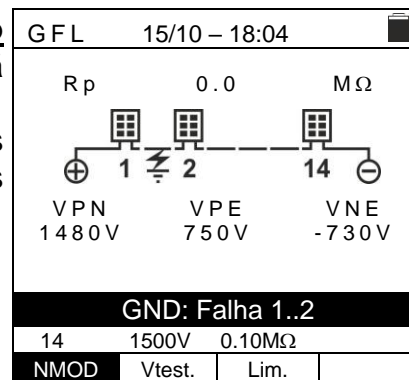 GFL 15/10 – 18:04
Rp 0.0 MΩ
1 2 14
VPN VPE VNE
1480V 750V -730V
GND: Falha 1..2
14 1500V 0.10MΩ
NMOD Vtest. Lim.